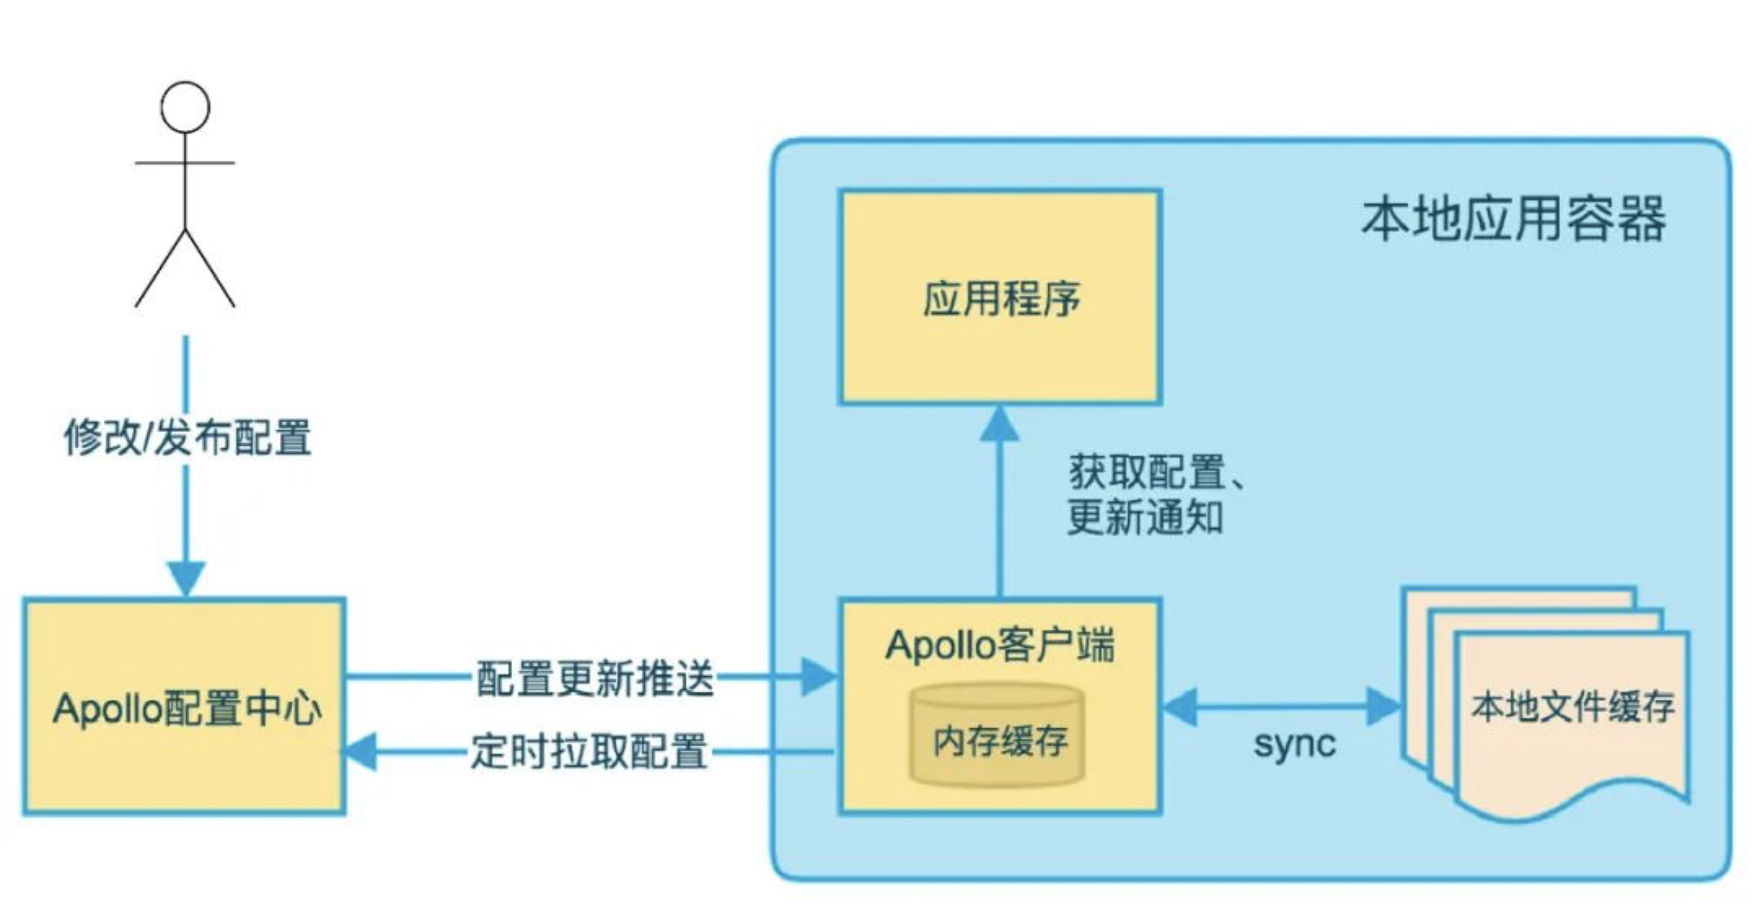 本地应用容器
应用程序
修改/发布配置
获取配置、
更新通知
Apollo配置中心
配置更新推送
定时拉取配置
Apollo客户端
内存缓存
sync
本地文件缓存